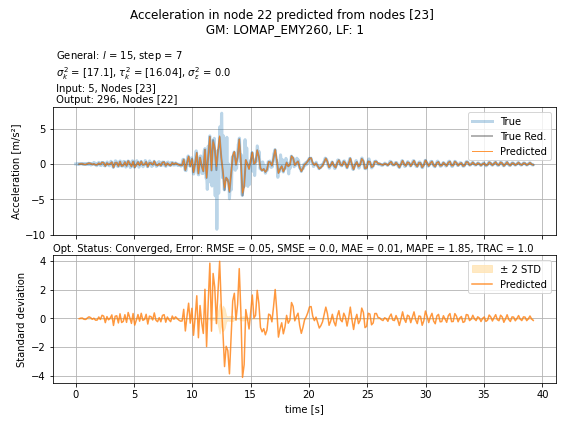 Acceleration in node 22 predicted from nodes [23]
GM: LOMAP_EMY260, LF: 1
General: l = 15, step = 7
σ²ₖ = [17.1], τ²ₖ = [16.04], σ²ₑ = 0.0
Input: 5, Nodes [23]
Output: 296, Nodes [22]
Acceleration [m/s²]
5
0
−5
−10
True
True Red.
Predicted
Opt. Status: Converged, Error: RMSE = 0.05, SMSE = 0.0, MAE = 0.01, MAPE = 1.85, TRAC = 1.0
Standard deviation
4
2
0
−2
−4
± 2 STD
Predicted
0 5 10 15 20 25 30 35 40
time [s]